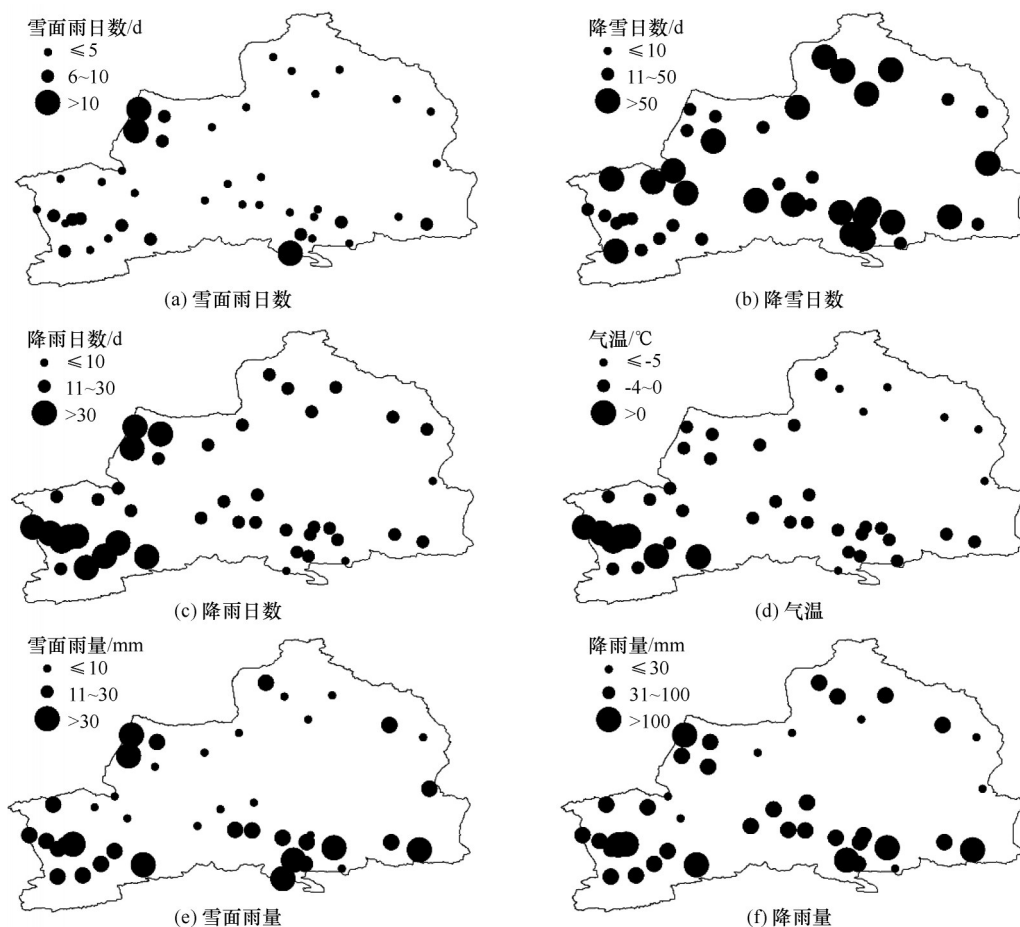 雪面雨日数/d
≤5
6~10
>10
(a) 雪面雨日数
降雪日数/d
≤10
11~50
>50
(b) 降雪日数
降雨日数/d
≤10
11~30
>30
(c) 降雨日数
气温/℃
≤-5
-4~0
>0
(d) 气温
雪面雨量/mm
≤10
11~30
>30
(e) 雪面雨量
降雨量/mm
≤30
31~100
>100
(f) 降雨量